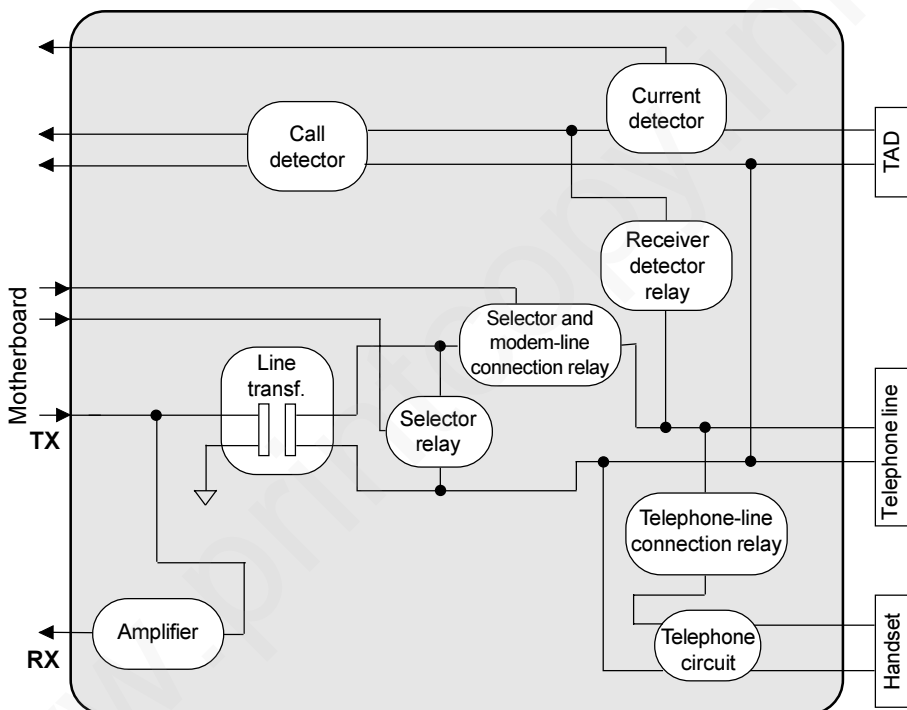 Current
detector
Call
detector
TAD
Receiver
detector
relay
Motherboard
Selector and
modem-line
connection relay
Line
transf.
Selector
relay
TX
Telephone line
Telephone-line
connection relay
Amplifier
RX
Telephone
circuit
Handset